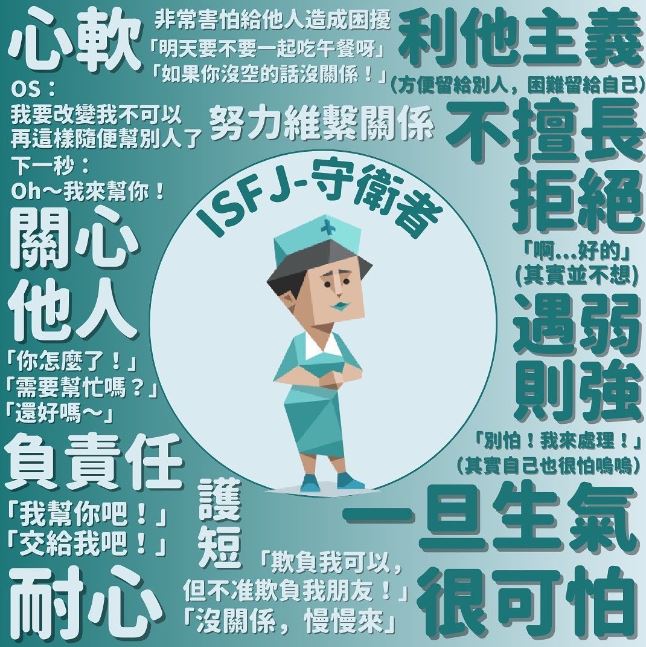 心軟
非常害怕給他人造成困擾
「明天要不要一起吃午餐呀」
「如果你沒空的話沒關係！」
利他主義
(方便留給別人，困難留給自己)
OS：
我要改變我不可以
再這樣隨便幫別人了
下一秒：
Oh～我來幫你！
努力維繫關係
不擅長
拒絕
「啊...好的」
(其實並不想)
ISFJ-守衛者
關心
他人
「你怎麼了！」
「需要幫忙嗎？」
「還好嗎～」
遇弱
則強
「別怕！我來處理！」
(其實自己也很怕嗚嗚)
負責任
「我幫你吧！」
「交給我吧！」
護
短
「欺負我可以，
但不准欺負我朋友！」
一旦生氣
很可怕
耐心
「沒關係，慢慢來」